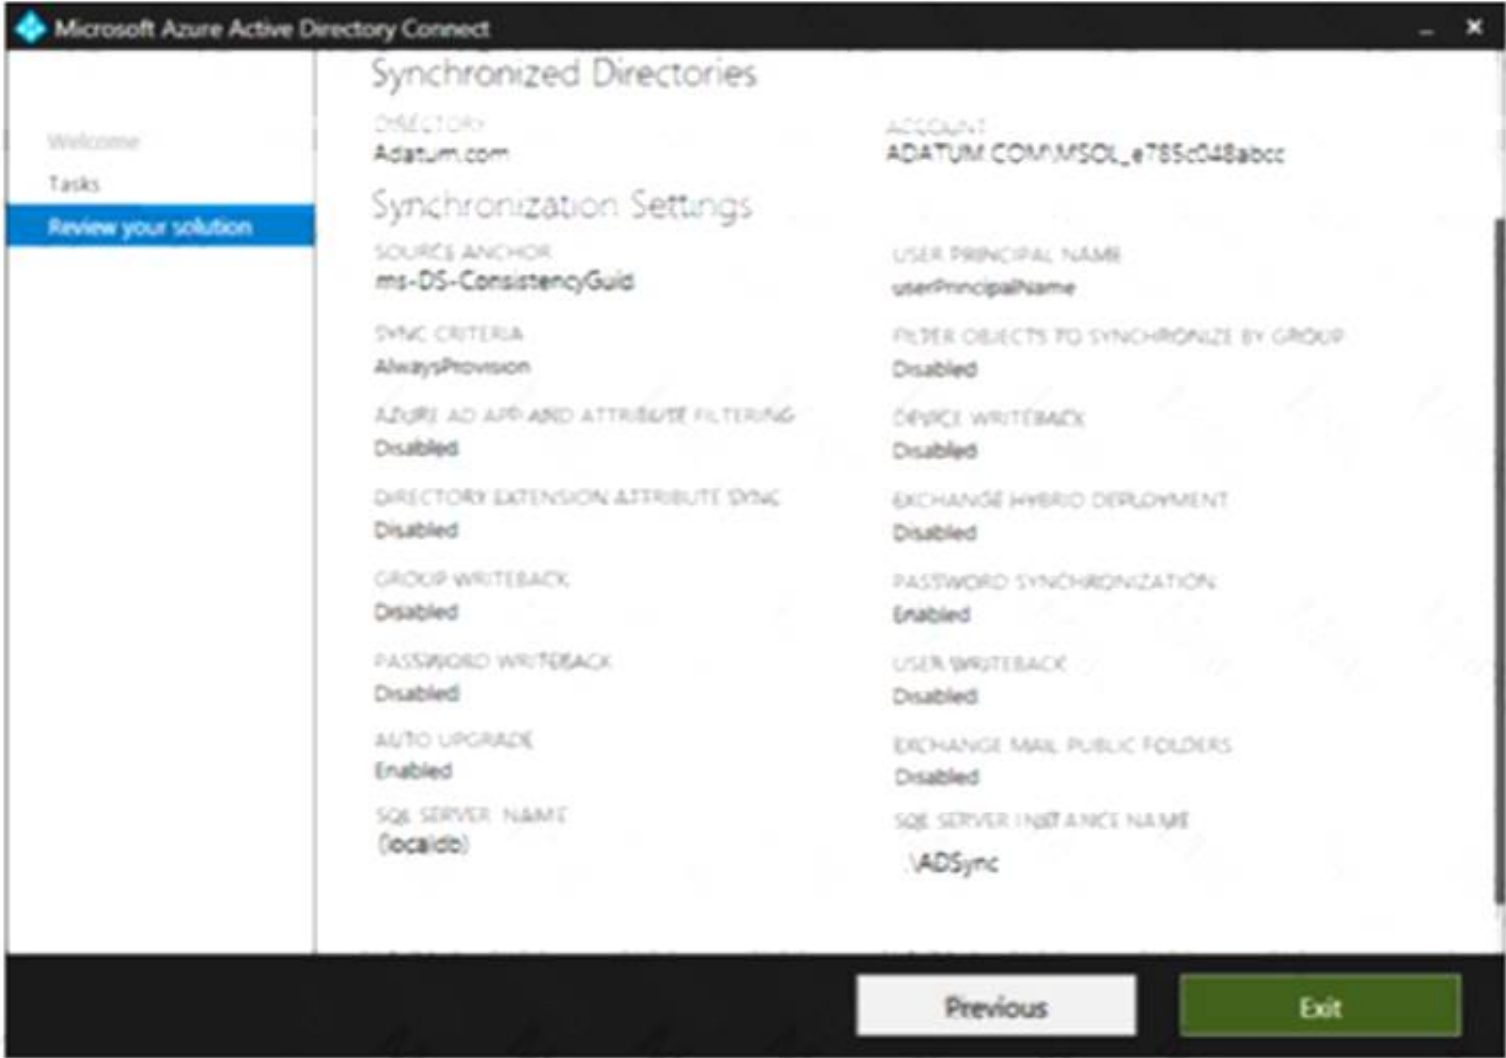 Microsoft Azure Active Directory Connect
Welcome
Tasks
Review your solution
Synchronized Directories
DIRECTORY
Adatum.com
ACCOUNT
ADATUM.COM\MSOL_e785c048abcc
Synchronization Settings
SOURCE ANCHOR
ms-DS-ConsistencyGuid
USER PRINCIPAL NAME
userPrincipalName
SYNC CRITERIA
AlwaysProvision
FILTER OBJECTS TO SYNCHRONIZE BY GROUP
Disabled
AZURE AD APP AND ATTRIBUTE FILTERING
Disabled
DEVICE WRITEBACK
Disabled
DIRECTORY EXTENSION ATTRIBUTE SYNC
Disabled
EXCHANGE HYBRID DEPLOYMENT
Disabled
GROUP WRITEBACK
Disabled
PASSWORD SYNCHRONIZATION
Enabled
PASSWORD WRITEBACK
Disabled
USER WRITEBACK
Disabled
AUTO UPGRADE
Enabled
EXCHANGE MAIL PUBLIC FOLDERS
Disabled
SQL SERVER NAME
(localdb)
SQL SERVER INSTANCE NAME
.\ADSync
Previous
Exit